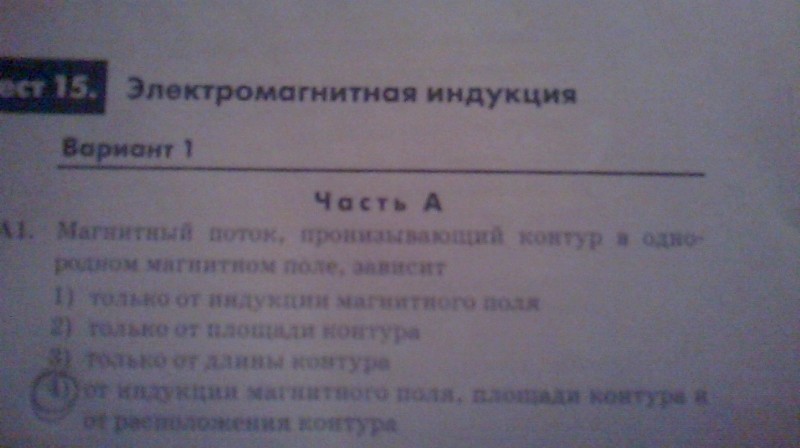 ест 15. Электромагнитная индукция
Вариант 1
Часть А
А1. Магнитный поток, пронизывающий контур в одно-
родном магнитном поле, зависит
1) только от индукции магнитного поля
2) только от площади контура
3) только от длины контура
4) от индукции магнитного поля, площади контура и
от расположения контура